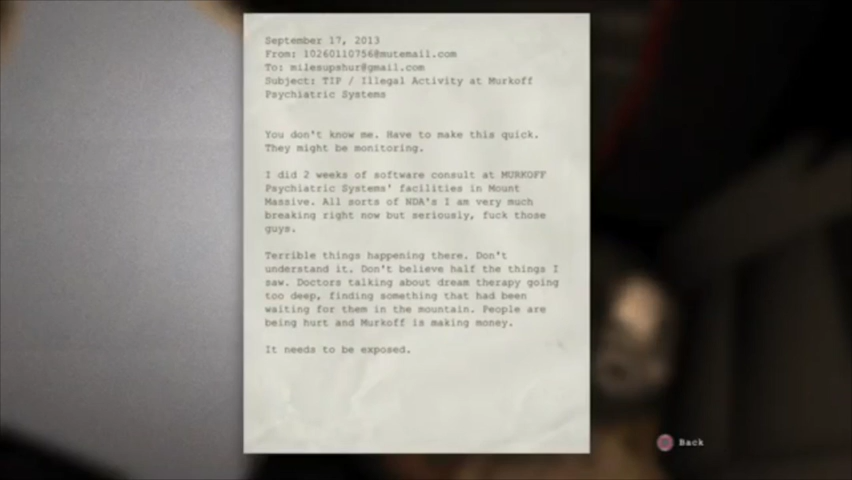 September 17, 2013
From: 10260110756@mutemail.com
To: milesupshur@gmail.com
Subject: TIP / Illegal Activity at Murkoff
Psychiatric Systems
You don't know me. Have to make this quick.
They might be monitoring.
I did 2 weeks of software consult at MURKOFF
Psychiatric Systems' facilities in Mount
Massive. All sorts of NDA's I am very much
breaking right now but seriously, fuck those
guys.
Terrible things happening there. Don't
understand it. Don't believe half the things I
saw. Doctors talking about dream therapy going
too deep, finding something that had been
waiting for them in the mountain. People are
being hurt and Murkoff is making money.
It needs to be exposed.
Back